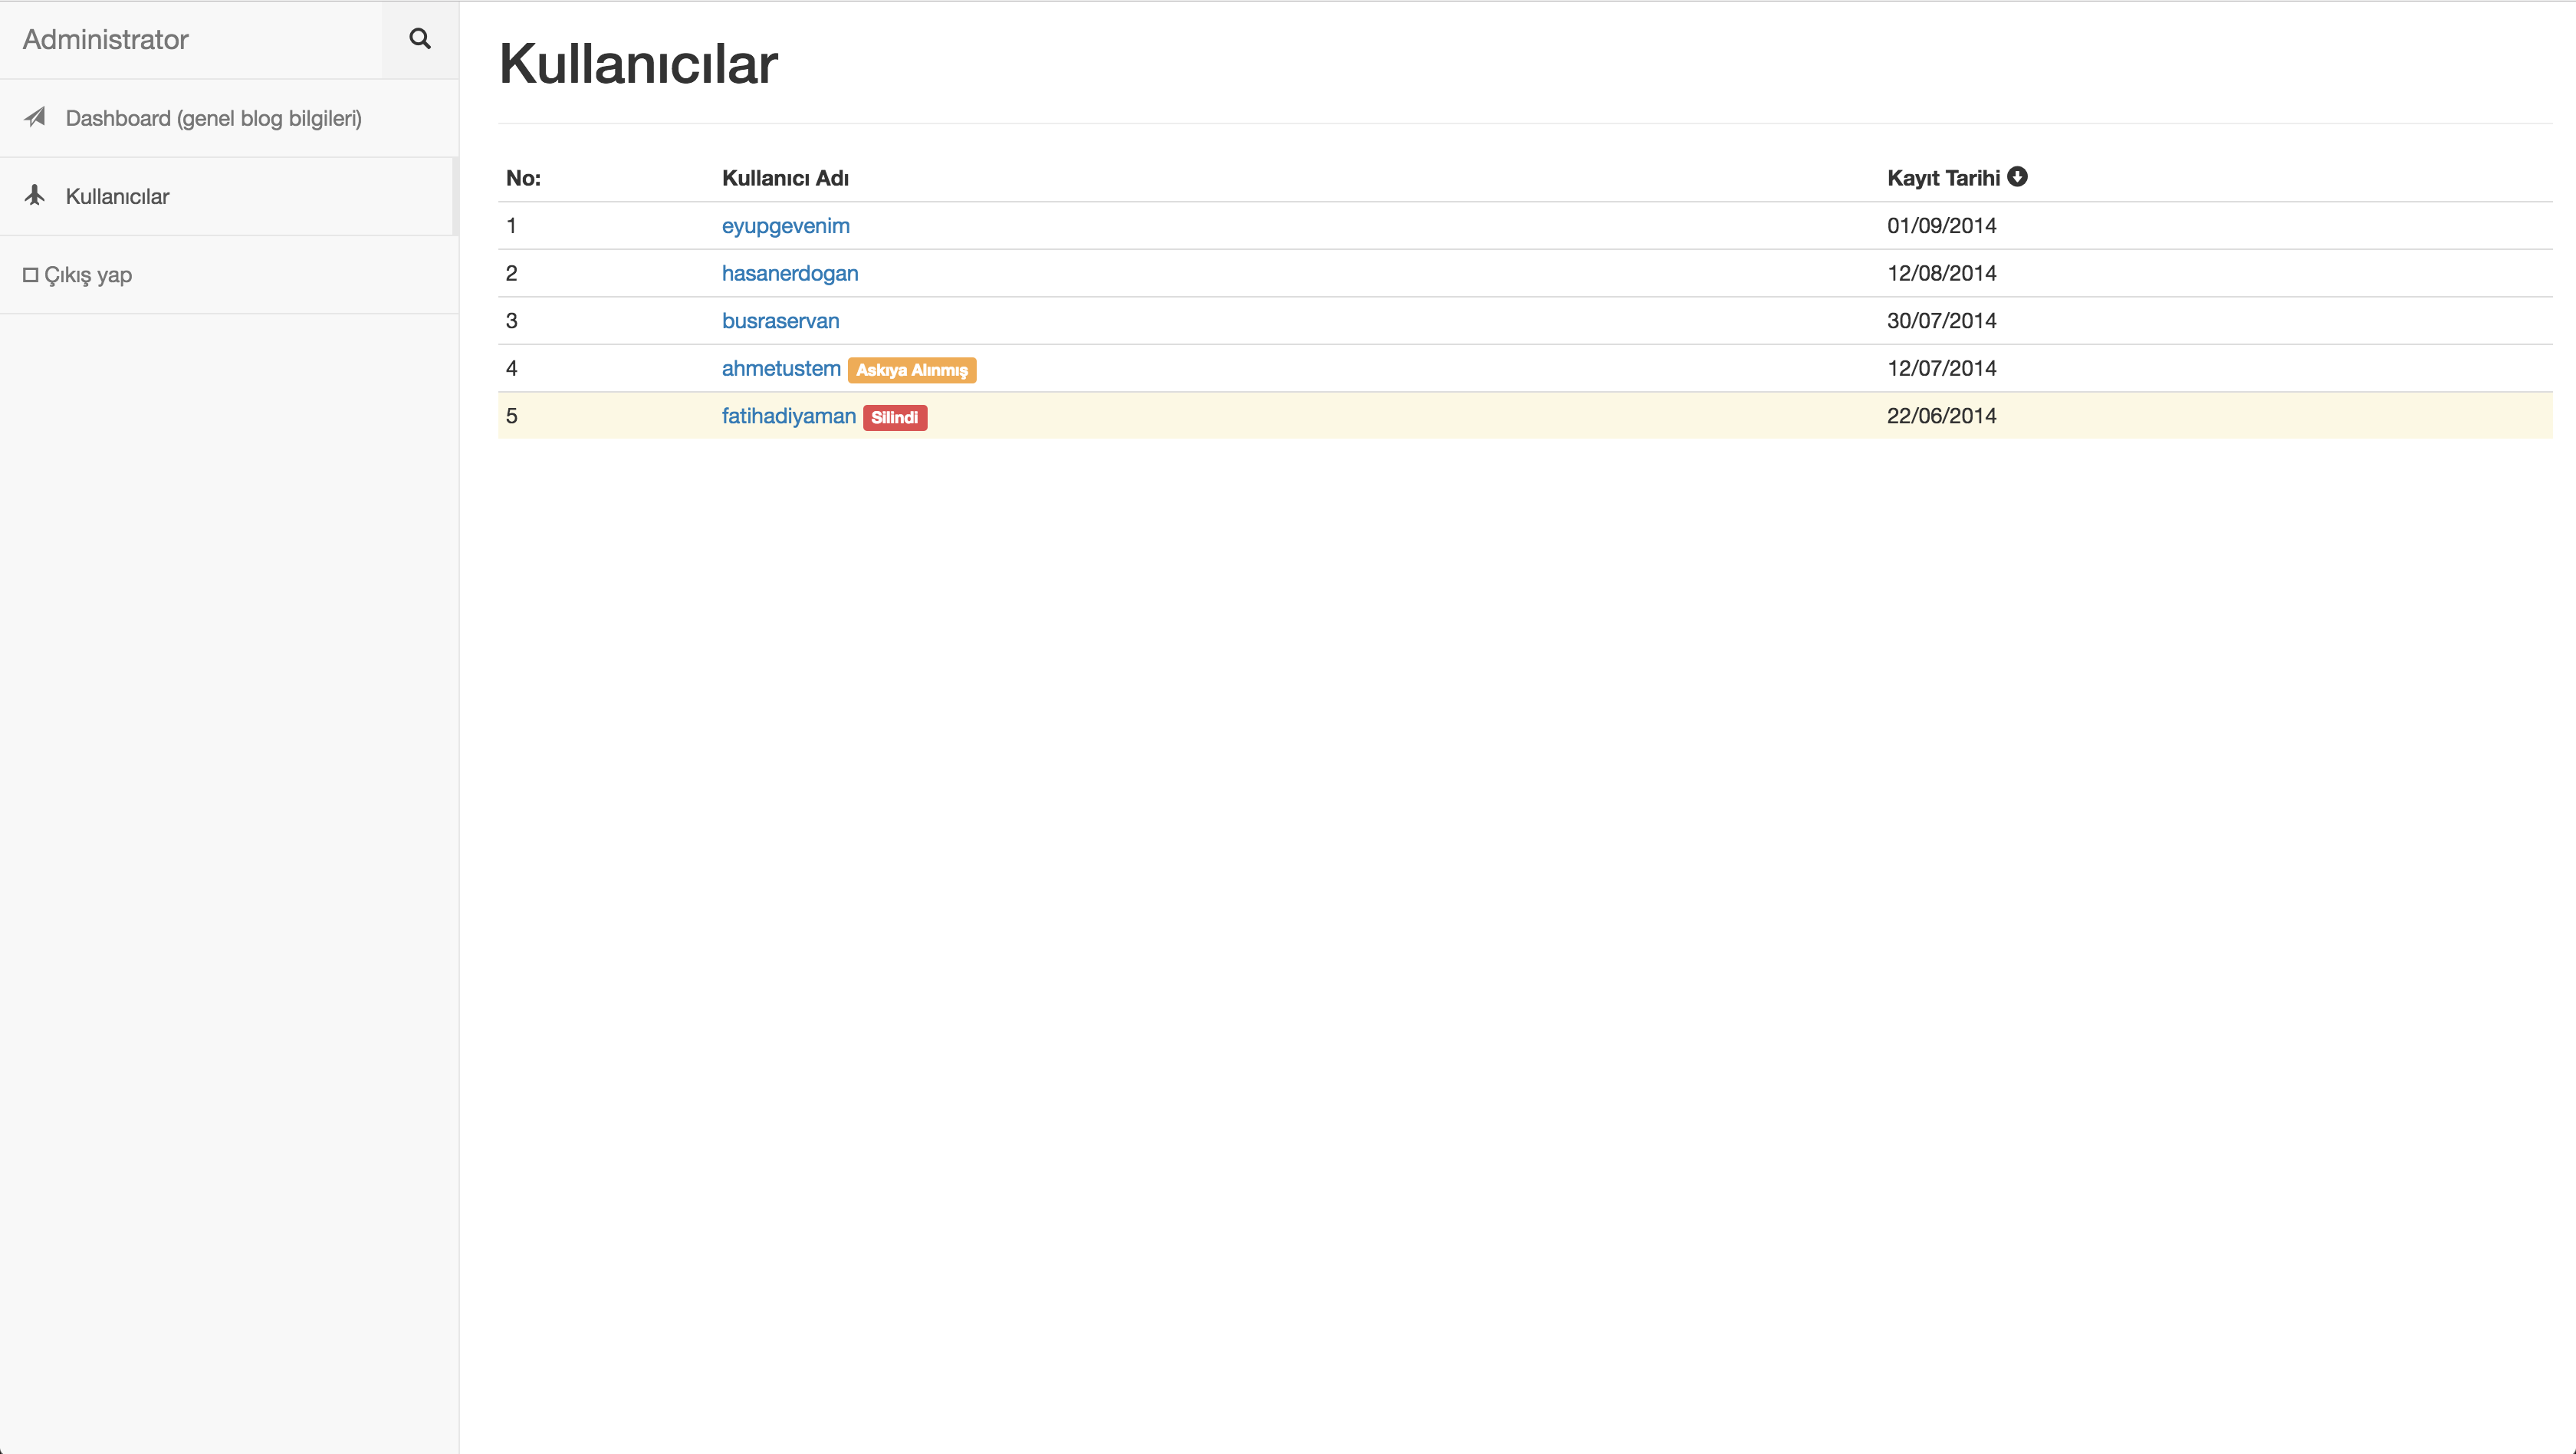 Administrator
Dashboard (genel blog bilgileri)
Kullanıcılar
Çıkış yap
Kullanıcılar
No: Kullanıcı Adı Kayıt Tarihi
1 eyupgevenim 01/09/2014
2 hasanerdogan 12/08/2014
3 busraservan 30/07/2014
4 ahmetustem Askıya Alınmış 12/07/2014
5 fatihadiyaman Silindi 22/06/2014